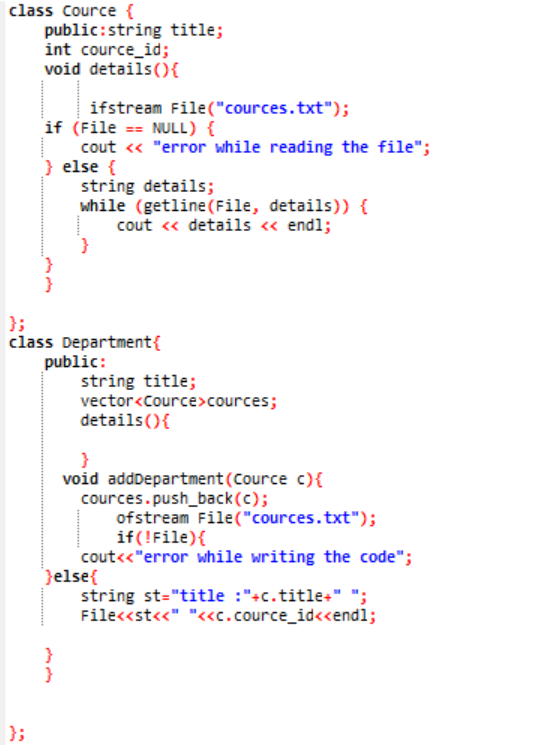 class Cource {
public:string title;
int cource_id;
void details(){
ifstream File("cources.txt");
if (File == NULL) {
cout << "error while reading the file";
} else {
string details;
while (getline(File, details)) {
cout << details << endl;
}
}
}
};
class Department{
public:
string title;
vector<Cource>cources;
details(){
}
void addDepartment(Cource c){
cources.push_back(c);
ofstream File("cources.txt");
if(!File){
cout<<"error while writing the code";
}else{
string st="title :"+c.title+" ";
File<<st<<" "<<c.cource_id<<endl;
}
}
};